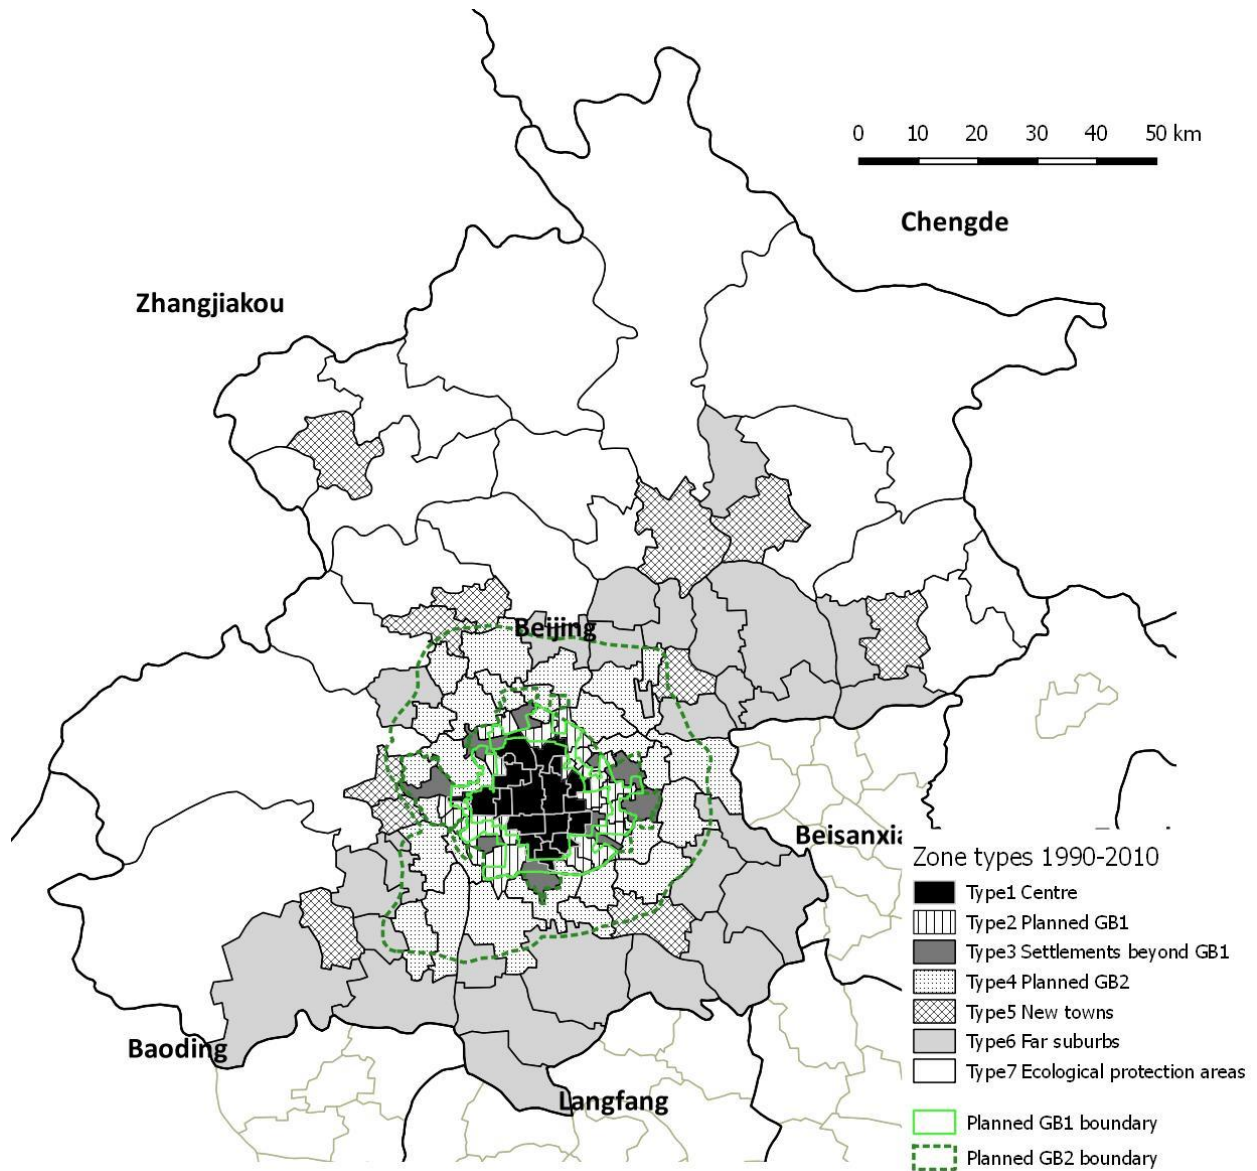 0 10 20 30 40 50 km
Chengde
Zhangjiakou
Beijing
Beisanxia
Baoding
Langfang
Zone types 1990-2010
Type1 Centre
Type2 Planned GB1
Type3 Settlements beyond GB1
Type4 Planned GB2
Type5 New towns
Type6 Far suburbs
Type7 Ecological protection areas
Planned GB1 boundary
Planned GB2 boundary